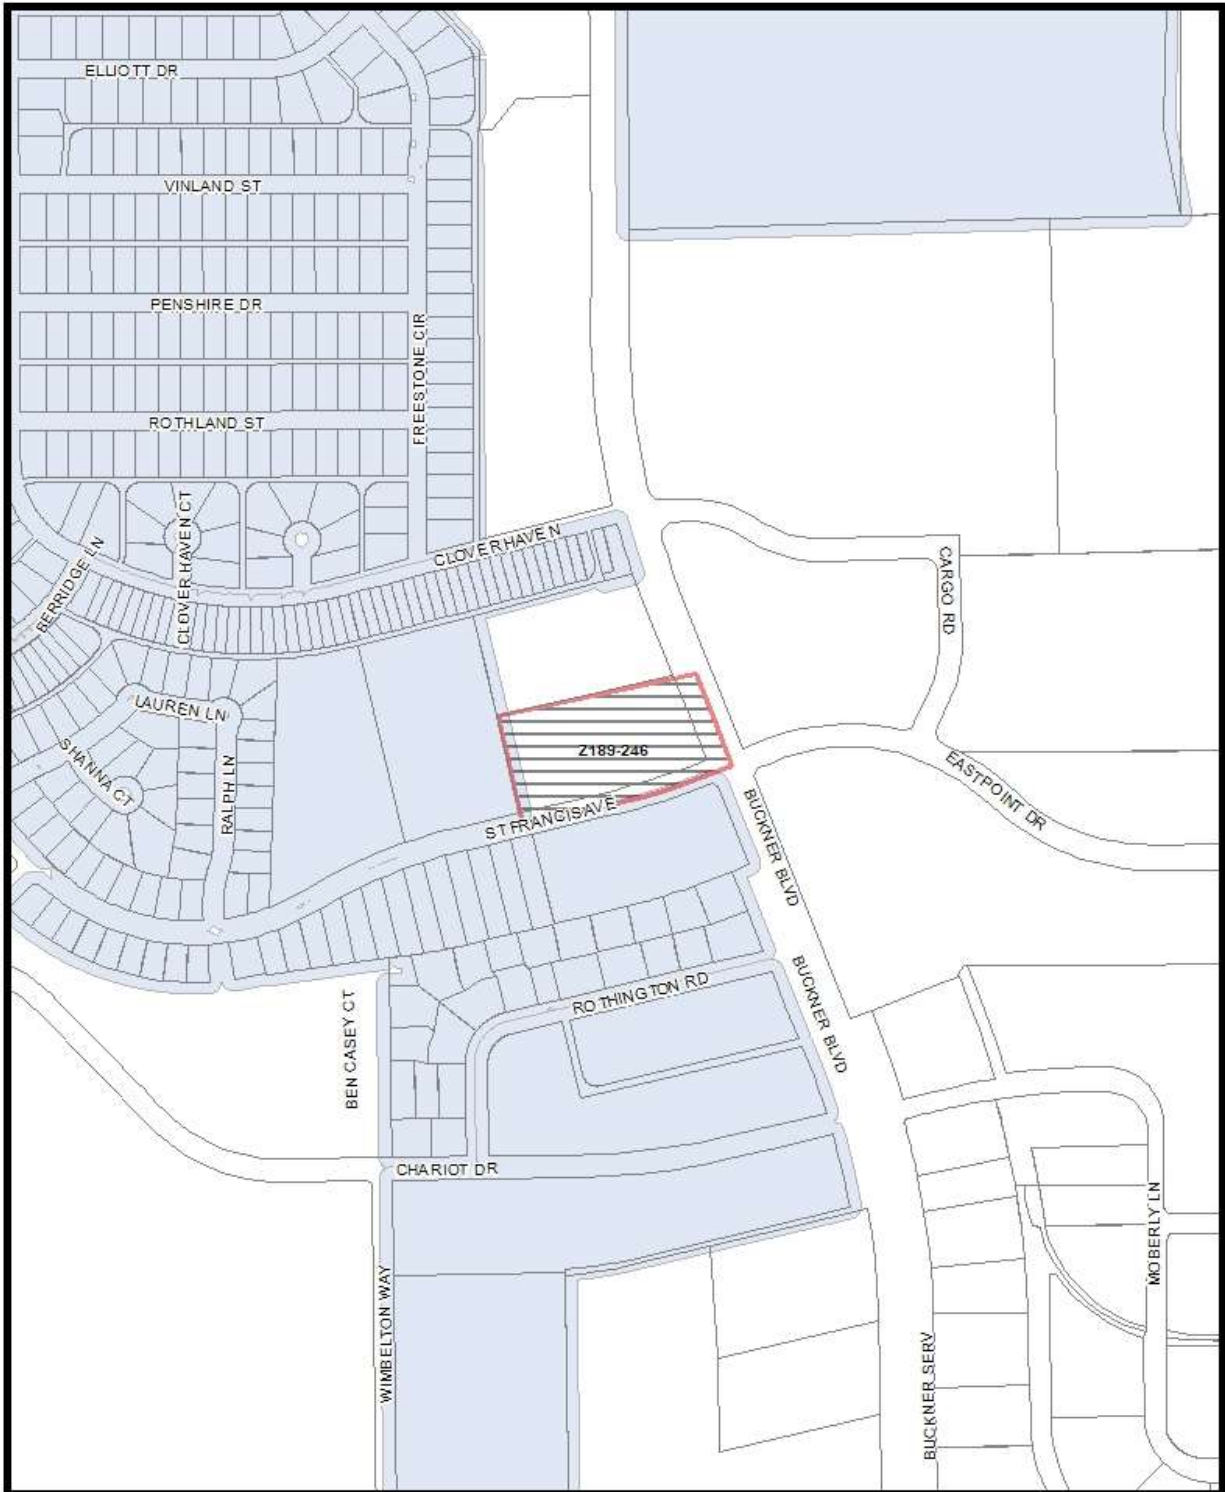 ELLIOTT DR
VINLAND ST
PENSHIRE DR
FREESTONE CIR
ROTHLAND ST
CLOVERHAVEN CT
CLOVERHAVEN
BERRIDGE LN
CARGO RD
LAUREN LN
SHANNA CT
RALPH LN
Z189-246
EASTPOINT DR
ST FRANCIS AVE
BUCKNER BLVD
BUCKNER BLVD
ROTHINGTON RD
BEN CASEY CT
CHARIOT DR
MOBERLY LN
WIMBELTON WAY
BUCKNER SERV